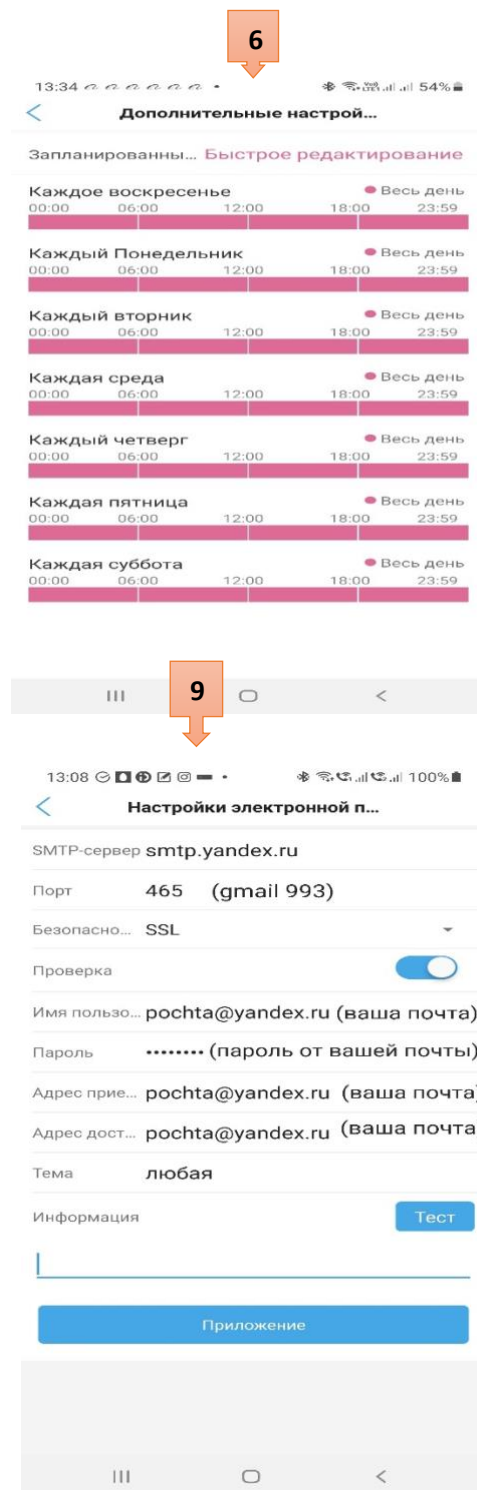 6
13:34 54%
Дополнительные настрой...
Запланированны... Быстрое редактирование
Каждое воскресенье Весь день
00:00 06:00 12:00 18:00 23:59
Каждый Понедельник Весь день
00:00 06:00 12:00 18:00 23:59
Каждый вторник Весь день
00:00 06:00 12:00 18:00 23:59
Каждая среда Весь день
00:00 06:00 12:00 18:00 23:59
Каждый четверг Весь день
00:00 06:00 12:00 18:00 23:59
Каждая пятница Весь день
00:00 06:00 12:00 18:00 23:59
Каждая суббота Весь день
00:00 06:00 12:00 18:00 23:59
9
13:08 100%
Настройки электронной п...
SMTP-сервер smtp.yandex.ru
Порт 465 (gmail 993)
Безопасно... SSL
Проверка
Имя пользо... pochta@yandex.ru (ваша почта)
Пароль •••••••• (пароль от вашей почты)
Адрес прие... pochta@yandex.ru (ваша почта)
Адрес дост... pochta@yandex.ru (ваша почта
Тема любая
Информация Тест
Приложение